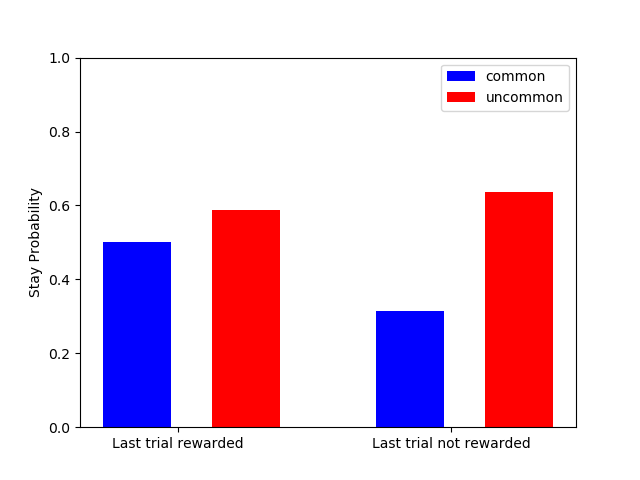 1.0
0.8
0.6
0.4
0.2
0.0
Stay Probability
common
uncommon
Last trial rewarded
Last trial not rewarded